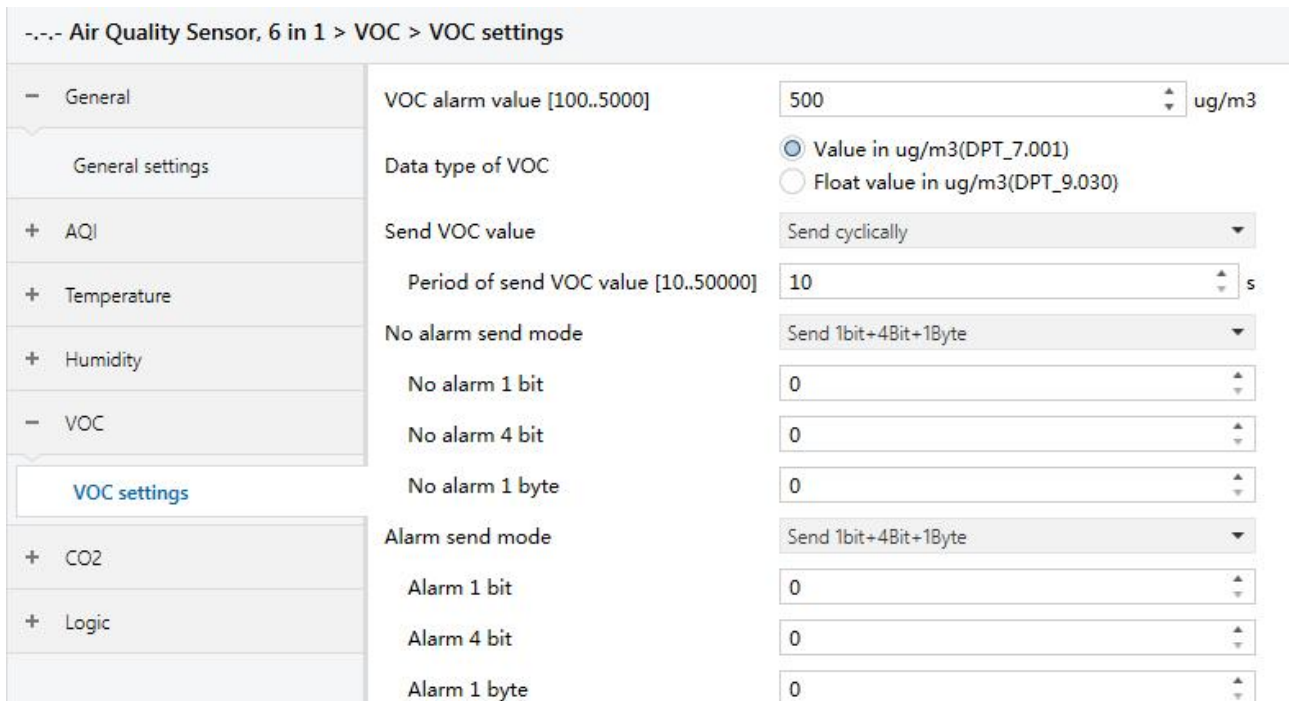 -.-.- Air Quality Sensor, 6 in 1 > VOC > VOC settings
− General
General settings
+ AQI
+ Temperature
+ Humidity
− VOC
VOC settings
+ CO2
+ Logic
VOC alarm value [100..5000] 500 ug/m3
Data type of VOC
Value in ug/m3(DPT_7.001)
Float value in ug/m3(DPT_9.030)
Send VOC value Send cyclically
Period of send VOC value [10..50000] 10 s
No alarm send mode Send 1bit+4Bit+1Byte
No alarm 1 bit 0
No alarm 4 bit 0
No alarm 1 byte 0
Alarm send mode Send 1bit+4Bit+1Byte
Alarm 1 bit 0
Alarm 4 bit 0
Alarm 1 byte 0